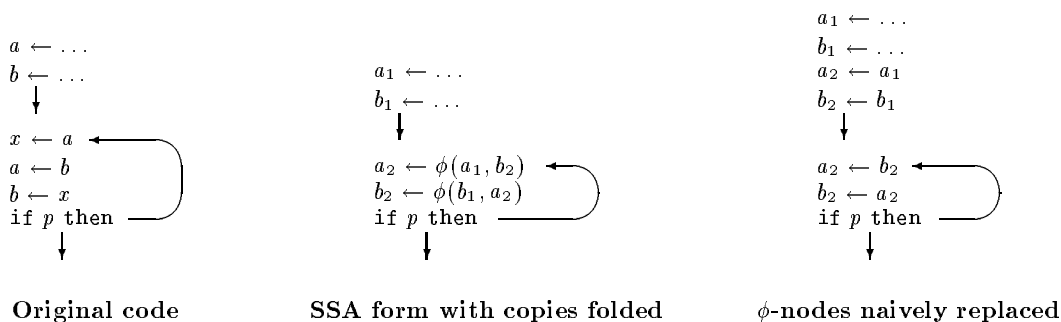 a ← ...
b ← ...
x ← a
a ← b
b ← x
if p then
Original code
a₁ ← ...
b₁ ← ...
a₂ ← ϕ(a₁, b₂)
b₂ ← ϕ(b₁, a₂)
if p then
SSA form with copies folded
a₁ ← ...
b₁ ← ...
a₂ ← a₁
b₂ ← b₁
a₂ ← b₂
b₂ ← a₂
if p then
ϕ-nodes naively replaced